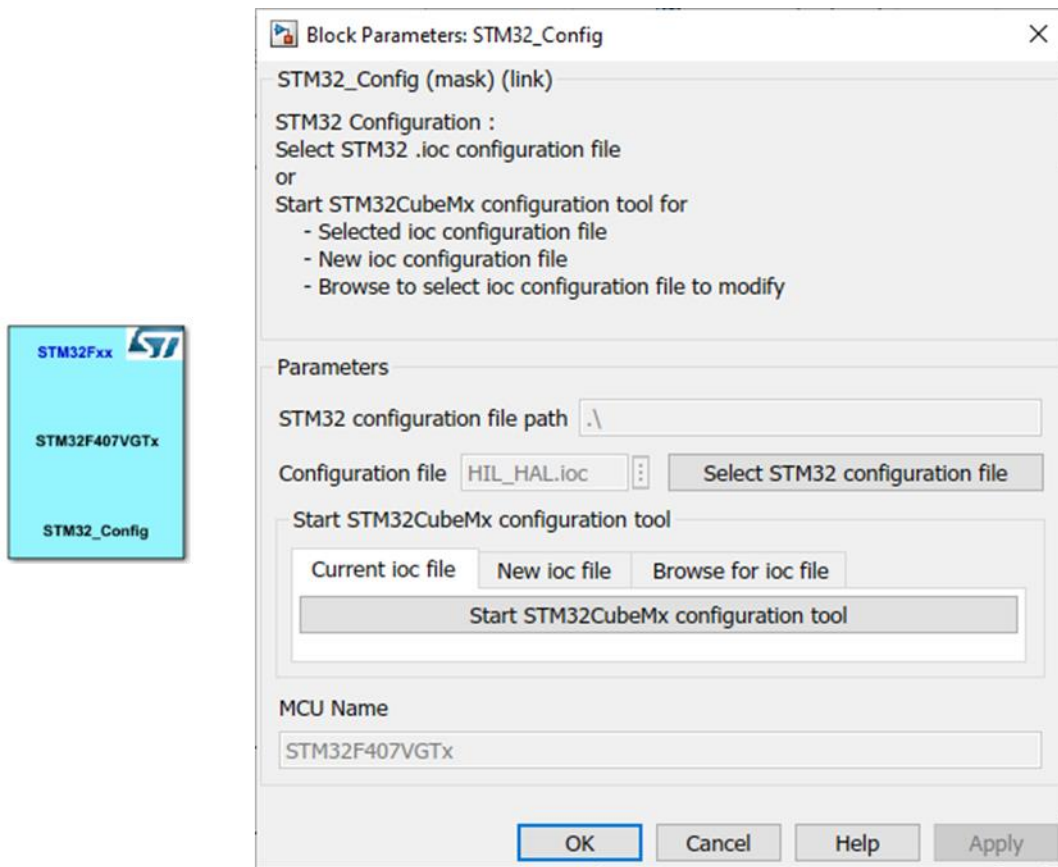 STM32Fxx
ST
STM32F407VGTx
STM32_Config
Block Parameters: STM32_Config
STM32_Config (mask) (link)
STM32 Configuration :
Select STM32 .ioc configuration file
or
Start STM32CubeMx configuration tool for
- Selected ioc configuration file
- New ioc configuration file
- Browse to select ioc configuration file to modify
Parameters
STM32 configuration file path .\
Configuration file HIL_HAL.ioc Select STM32 configuration file
Start STM32CubeMx configuration tool
Current ioc file New ioc file Browse for ioc file
Start STM32CubeMx configuration tool
MCU Name
STM32F407VGTx
OK Cancel Help Apply